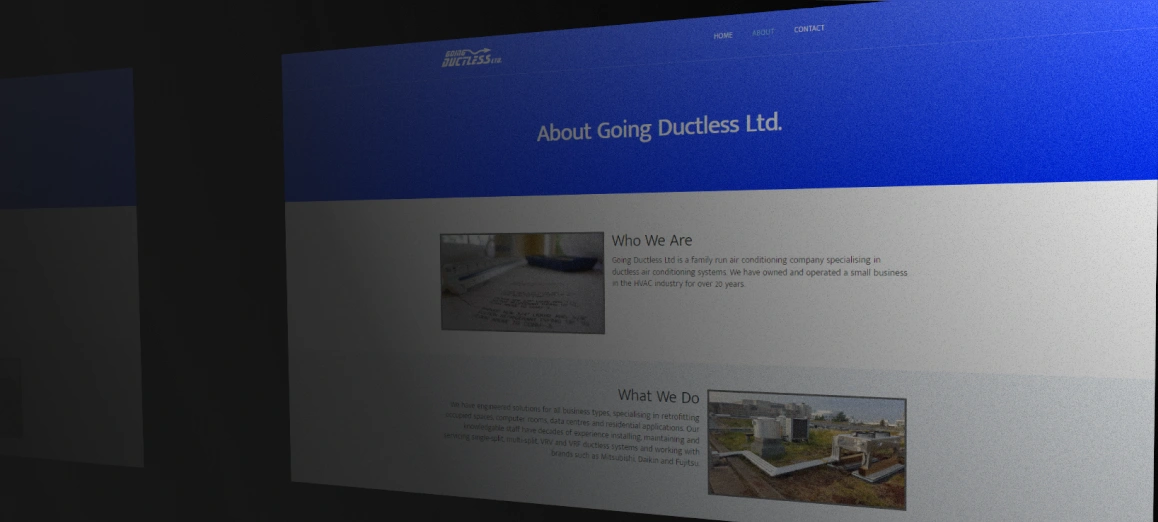 GOING
DUCTLESS LTD.
HOME ABOUT CONTACT
About Going Ductless Ltd.
Who We Are
Going Ductless Ltd is a family run air conditioning company specialising in
ductless air conditioning systems. We have owned and operated a small business
in the HVAC industry for over 20 years.
What We Do
We have engineered solutions for all business types, specialising in retrofitting
occupied spaces, computer rooms, data centres and residential applications. Our
knowledgable staff have decades of experience installing, maintaining and
servicing single-split, multi-split, VRV and VRF ductless systems and working with
brands such as Mitsubishi, Daikin and Fujitsu.